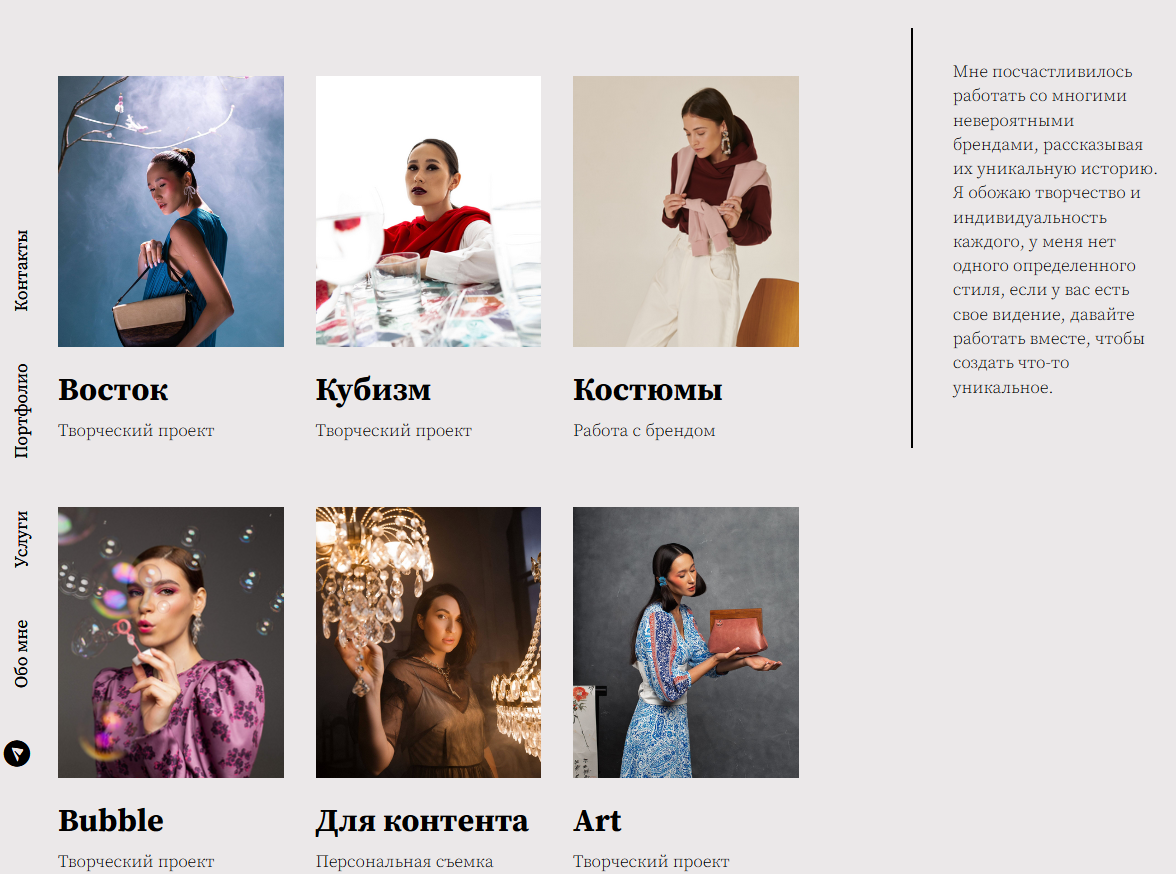 Контакты
Портфолио
Услуги
Обо мне
Восток
Творческий проект
Кубизм
Творческий проект
Костюмы
Работа с брендом
Bubble
Творческий проект
Для контента
Персональная съемка
Art
Творческий проект
Мне посчастливилось
работать со многими
невероятными
брендами, рассказывая
их уникальную историю.
Я обожаю творчество и
индивидуальность
каждого, у меня нет
одного определенного
стиля, если у вас есть
свое видение, давайте
работать вместе, чтобы
создать что-то
уникальное.